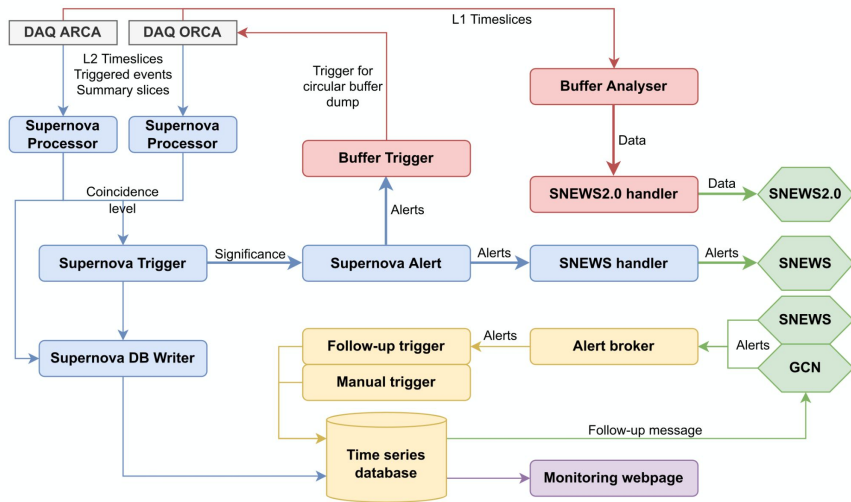 DAQ ARCA
DAQ ORCA
L1 Timeslices
L2 Timeslices
Triggered events
Summary slices
Trigger for
circular buffer
dump
Buffer Analyser
Supernova
Processor
Supernova
Processor
Buffer Trigger
Data
SNEWS2.0 handler
Data
SNEWS2.0
Coincidence
level
Alerts
Supernova Trigger
Significance
Supernova Alert
Alerts
SNEWS handler
Alerts
SNEWS
SNEWS
Supernova DB Writer
Follow-up trigger
Alerts
Alert broker
Alerts
GCN
Manual trigger
Time series
database
Follow-up message
Monitoring webpage